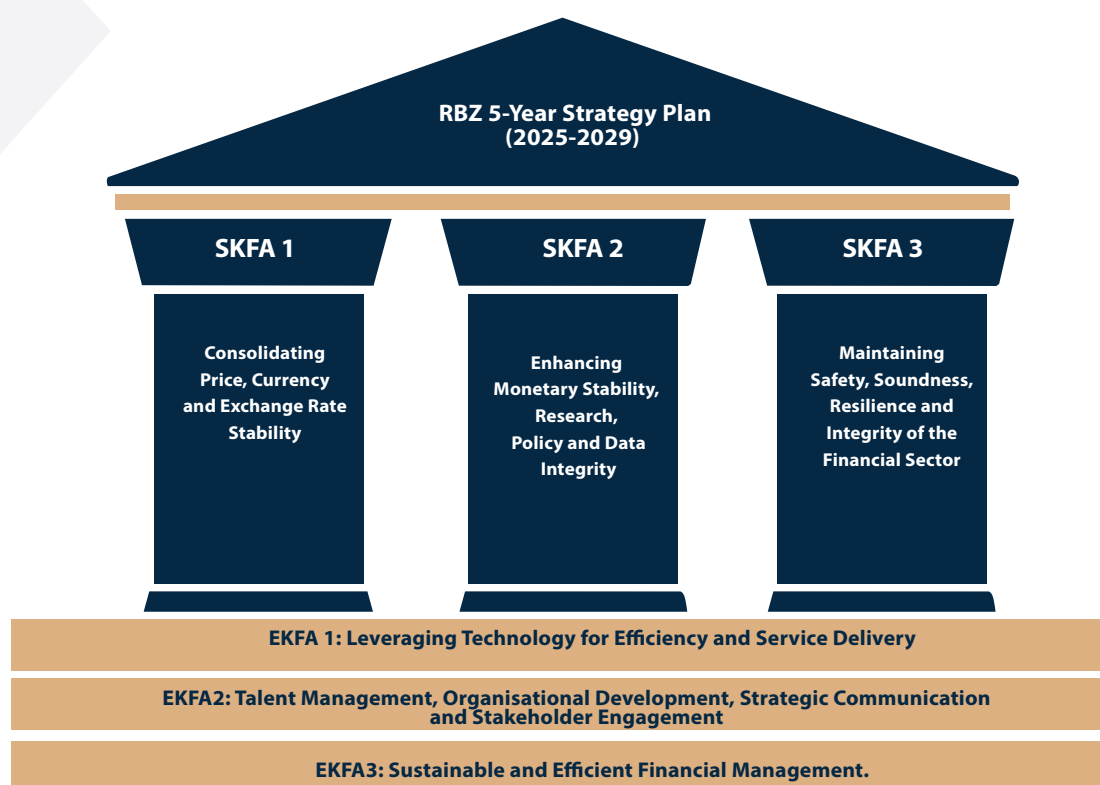 RBZ 5-Year Strategy Plan
(2025-2029)
SKFA 1
SKFA 2
SKFA 3
Consolidating
Price, Currency
and Exchange Rate
Stability
Enhancing
Monetary Stability,
Research,
Policy and Data
Integrity
Maintaining
Safety, Soundness,
Resilience and
Integrity of the
Financial Sector
EKFA 1: Leveraging Technology for Efficiency and Service Delivery
EKFA2: Talent Management, Organisational Development, Strategic Communication
and Stakeholder Engagement
EKFA3: Sustainable and Efficient Financial Management.